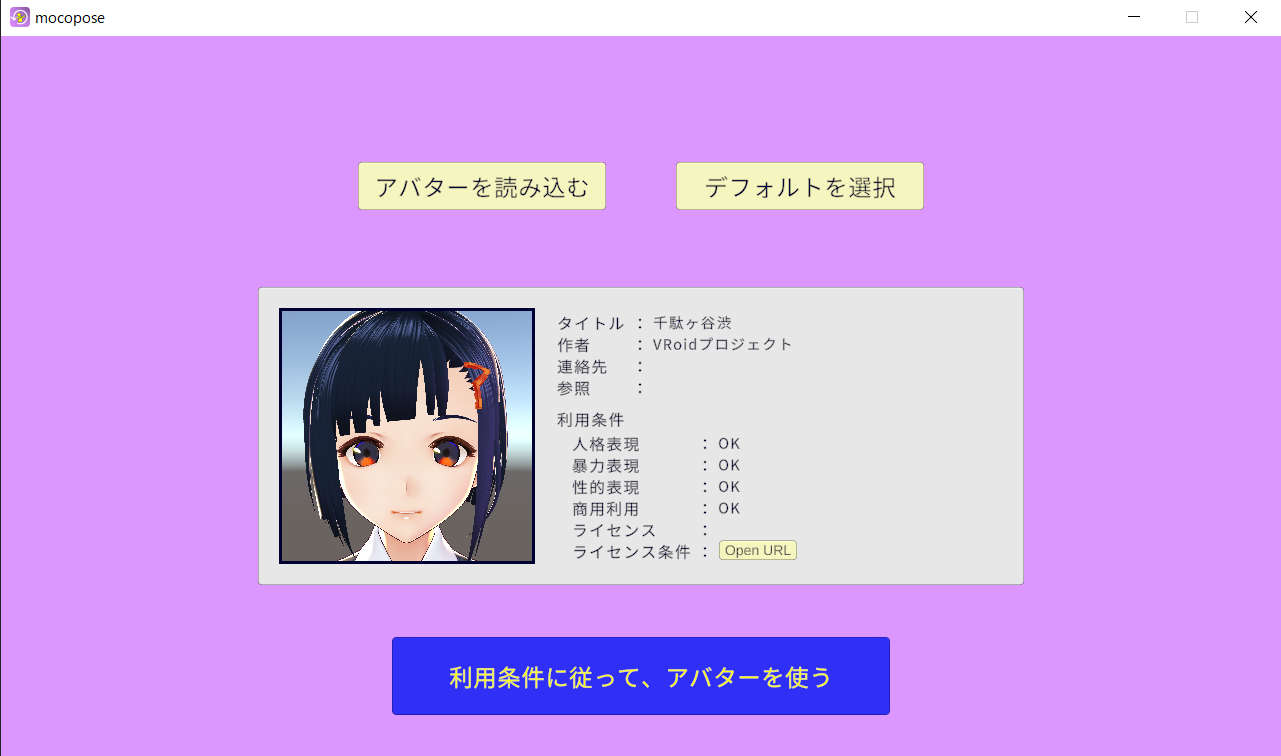 mocopose
アバターを読み込む
デフォルトを選択
タイトル : 千駄ヶ谷渋
作者 : VRoidプロジェクト
連絡先 :
参照 :
利用条件
人格表現 : OK
暴力表現 : OK
性的表現 : OK
商用利用 : OK
ライセンス :
ライセンス条件 : Open URL
利用条件に従って、アバターを使う